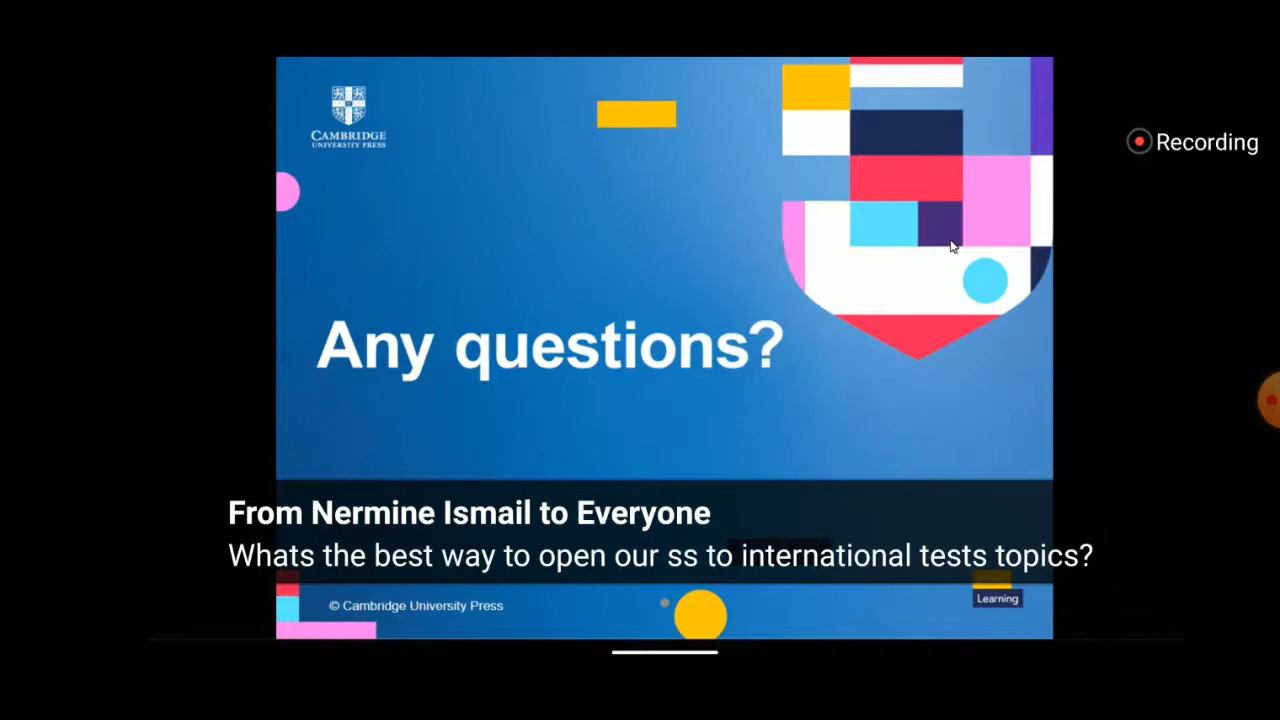 CAMBRIDGE
UNIVERSITY PRESS
Recording
Any questions?
From Nermine Ismail to Everyone
Whats the best way to open our ss to international tests topics?
© Cambridge University Press
Learning